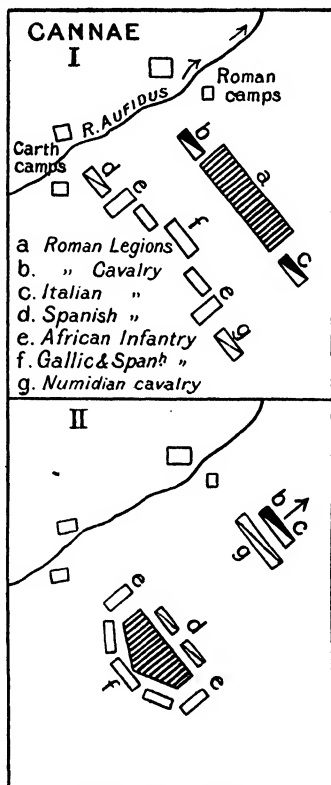 CANNAE
I
Roman
camps
R. AUFIDUS
Carth
camps
b
a
d
e
f
c
e
g
a Roman Legions
b. „ Cavalry
c. Italian „
d. Spanish „
e. African Infantry
f. Gallic & Spanh „
g. Numidian cavalry
II
b
c
g
e
d
f
e